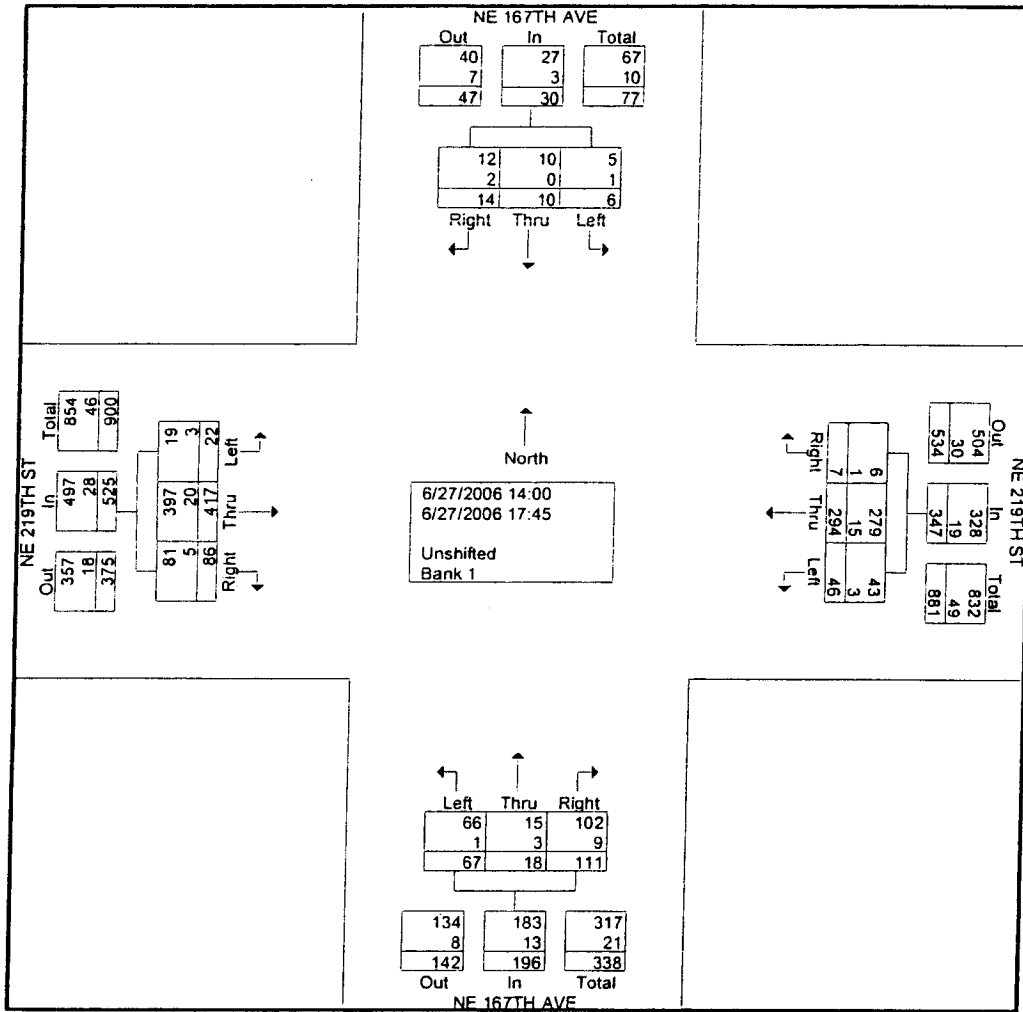 NE 167TH AVE
Out In Total
40 27 67
7 3 10
47 30 77
12 10 5
2 0 1
14 10 6
Right Thru Left
NE 219TH ST
Total
854
46
900
In
497
28
525
Out
357
18
375
Left
19
3
22
Thru
397
20
417
Right
81
5
86
North
6/27/2006 14:00
6/27/2006 17:45
Unshifted
Bank 1
Right
6
1
7
Thru
279
15
294
Left
43
3
46
Out
504
30
534
In
328
19
347
Total
832
49
881
NE 219TH ST
Left Thru Right
66 15 102
1 3 9
67 18 111
134 183 317
8 13 21
142 196 338
Out In Total
NE 167TH AVE